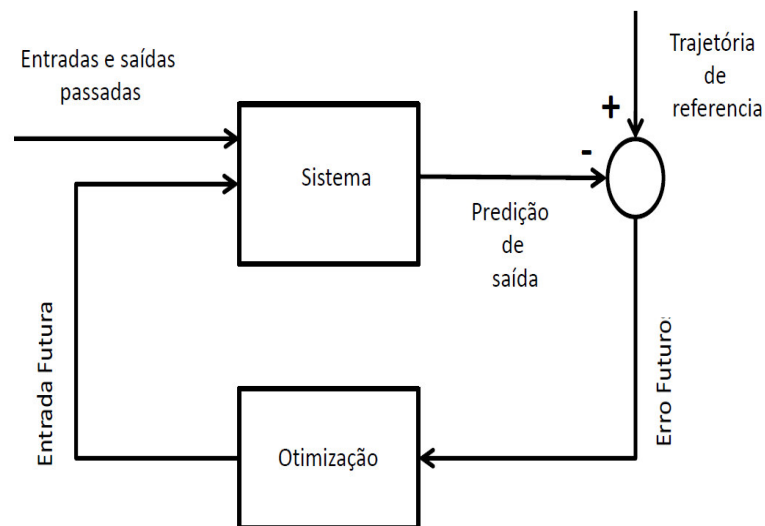 Entradas e saídas
passadas
Trajetória
de
referencia
+
-
Sistema
Predição
de
saída
Entrada Futura
Erro Futuro
Otimização